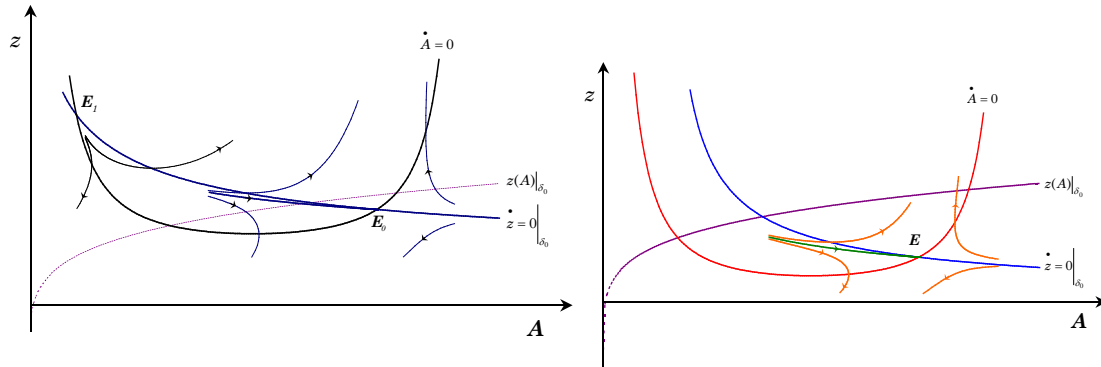 z
Ȧ = 0
E₁
z(A)|δ₀
ż = 0|δ₀
E₀
A
z
Ȧ = 0
z(A)|δ₀
E
ż = 0|δ₀
A